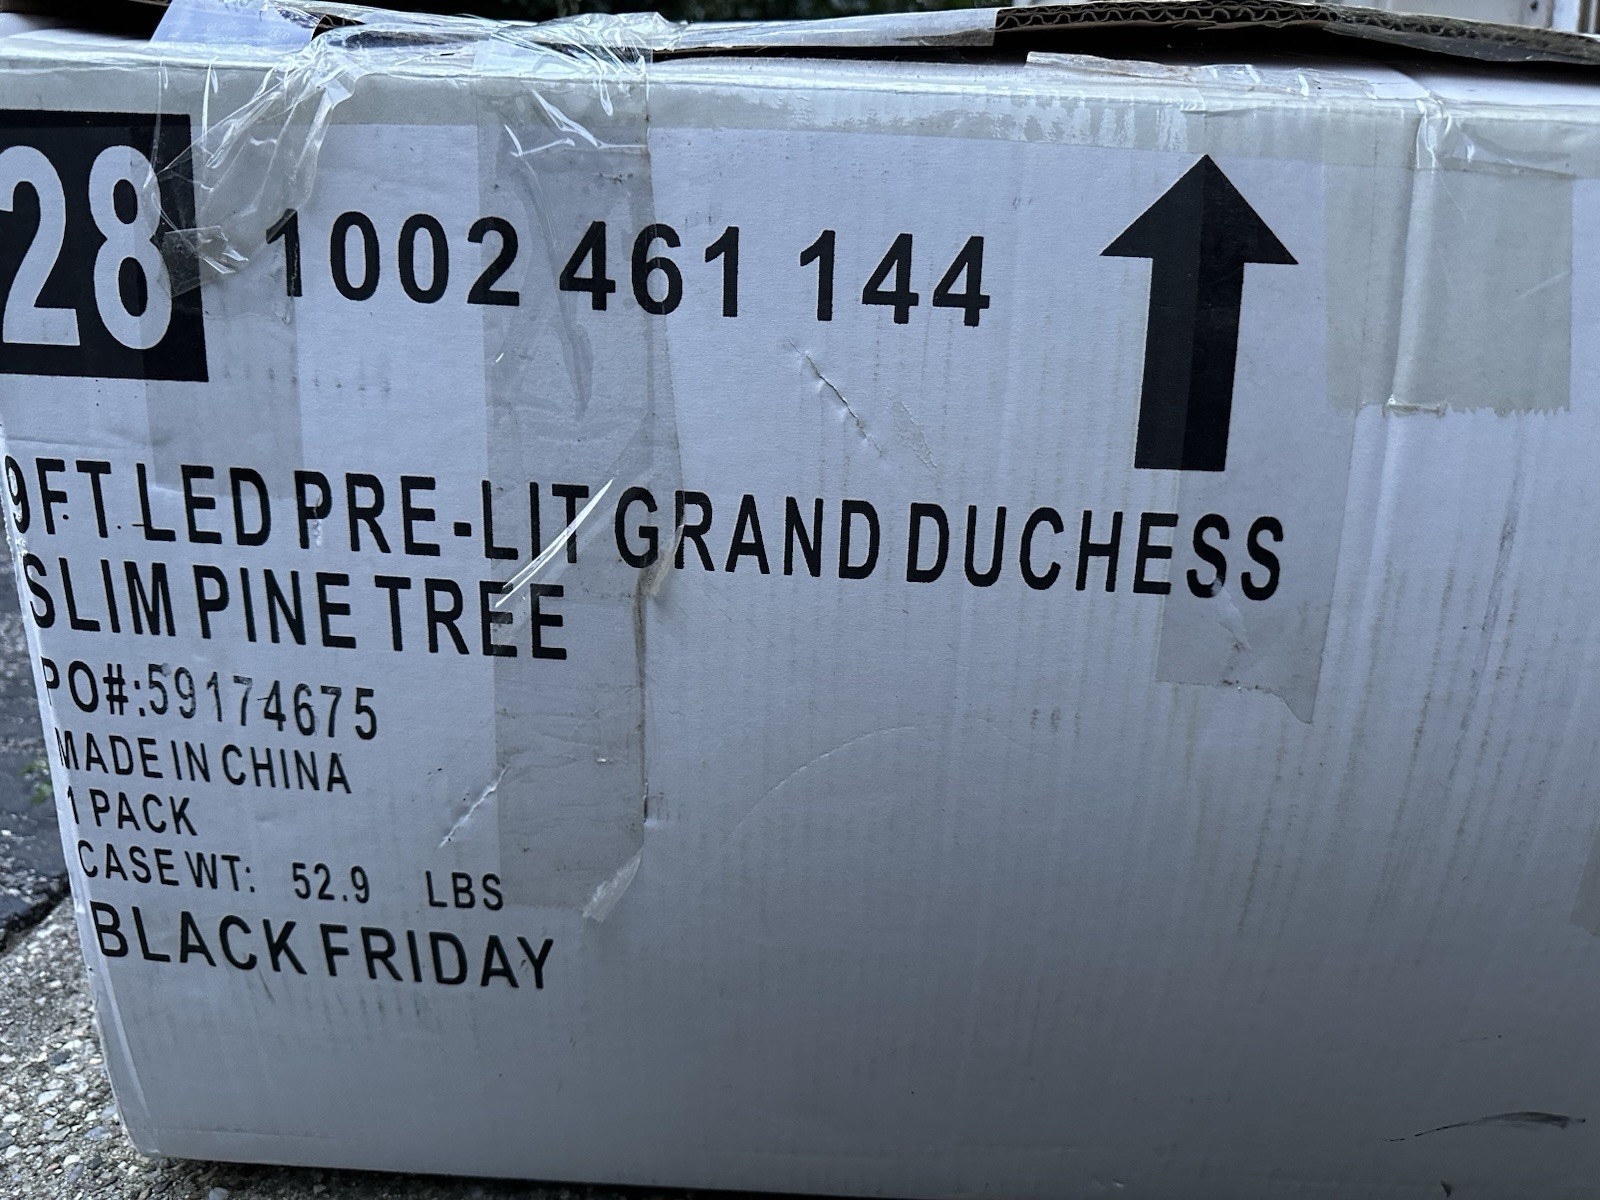 28
1002 461 144
9FT LED PRE-LIT GRAND DUCHESS
SLIM PINE TREE
PO#:59174675
MADE IN CHINA
1 PACK
CASE WT: 52.9 LBS
BLACK FRIDAY